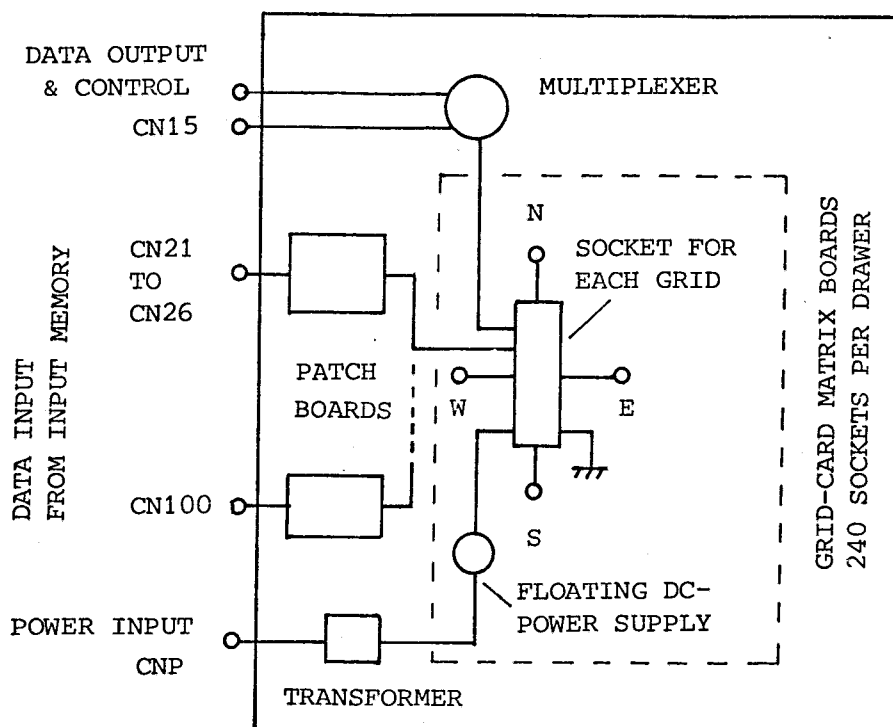 DATA OUTPUT
& CONTROL
CN15
MULTIPLEXER
CN21
TO
CN26
DATA INPUT
FROM INPUT MEMORY
PATCH
BOARDS
CN100
N
SOCKET FOR
EACH GRID
W
E
S
FLOATING DC-
POWER SUPPLY
GRID-CARD MATRIX BOARDS
240 SOCKETS PER DRAWER
POWER INPUT
CNP
TRANSFORMER